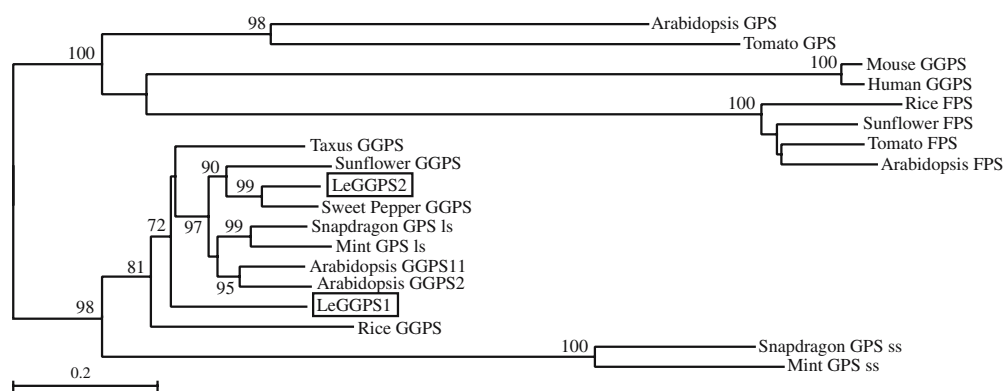 98
Arabidopsis GPS
Tomato GPS
100
100
Mouse GGPS
Human GGPS
100
Rice FPS
Sunflower FPS
Tomato FPS
Arabidopsis FPS
Taxus GGPS
90
Sunflower GGPS
99
LeGGPS2
Sweet Pepper GGPS
72
97
99
Snapdragon GPS ls
Mint GPS ls
81
Arabidopsis GGPS11
95
Arabidopsis GGPS2
98
LeGGPS1
Rice GGPS
100
Snapdragon GPS ss
Mint GPS ss
0.2